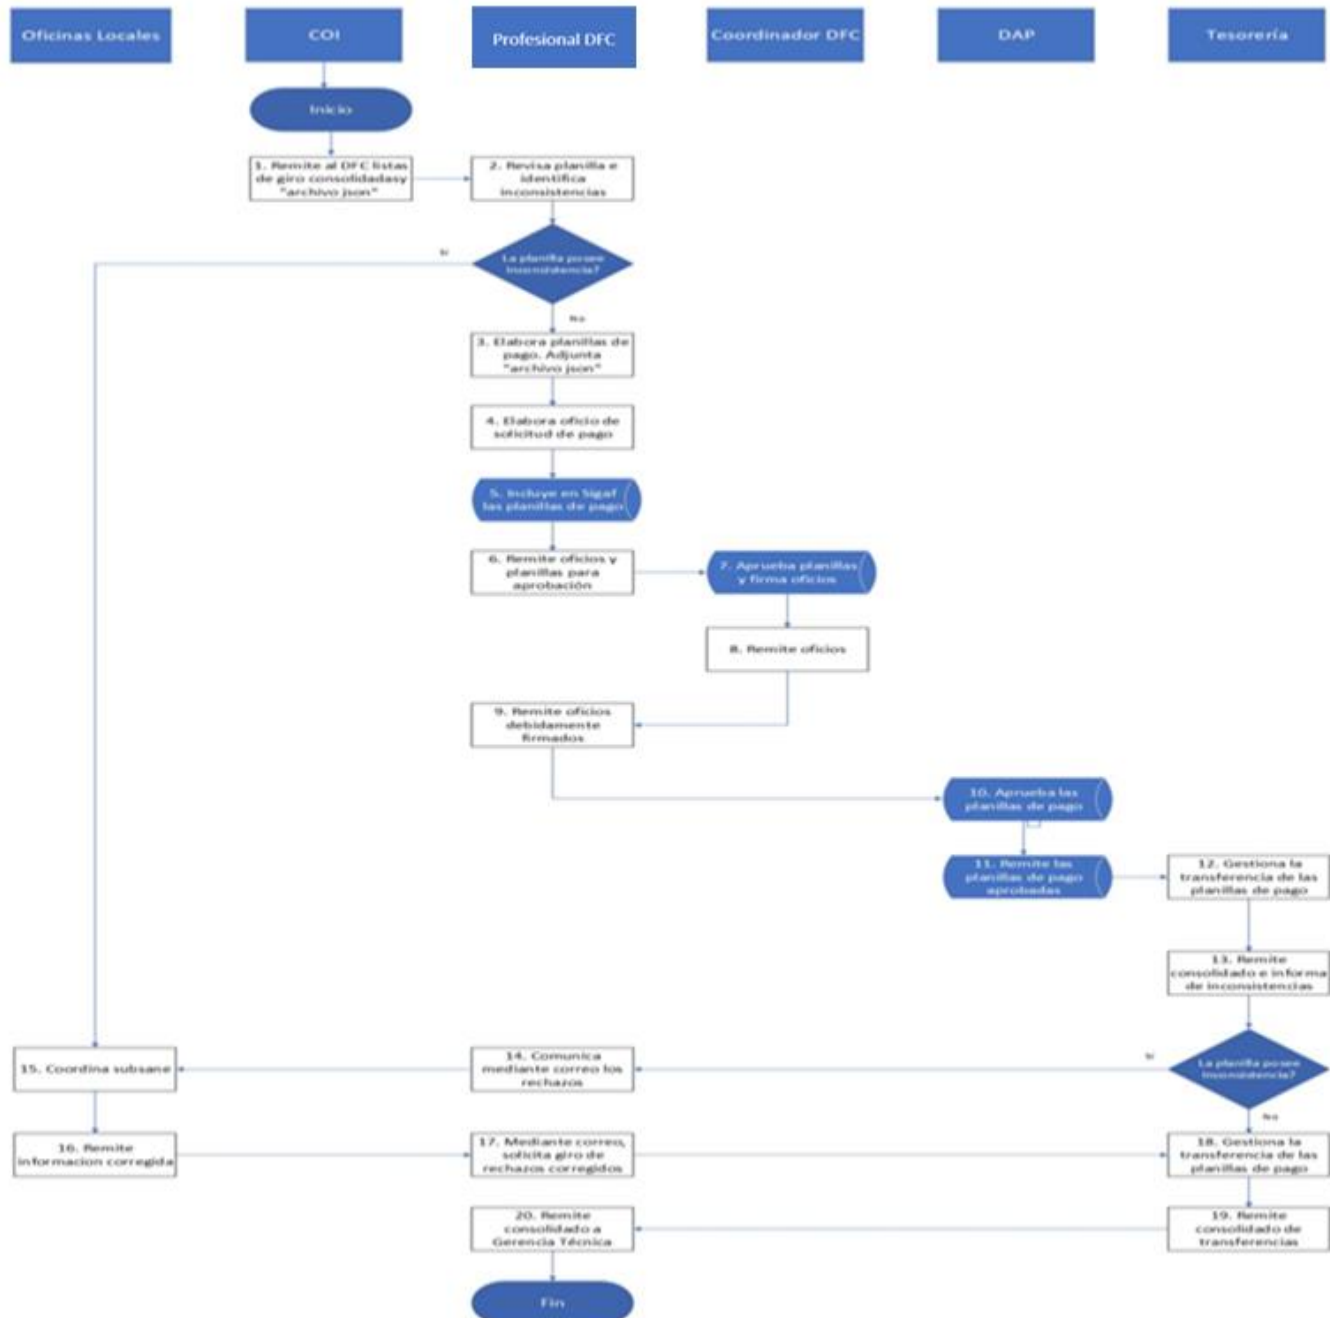 Oficinas Locales
COI
Profesional DFC
Coordinador DFC
DAP
Tesorería
Inicio
1. Remite al DFC listas
de giro consolidadasy
"archivo json"
2. Revisa planilla e
identifica
inconsistencias
Si
La planilla posee
inconsistencia?
No
3. Elabora planillas de
pago. Adjunta
"archivo json"
4. Elabora oficio de
solicitud de pago
5. Incluye en Sigaf
las planillas de pago
6. Remite oficios y
planillas para
aprobación
7. Aprueba planillas
y firma oficios
8. Remite oficios
9. Remite oficios
debidamente
firmados
10. Aprueba las
planillas de pago
11. Remite las
planillas de pago
aprobadas
12. Gestiona la
transferencia de las
planillas de pago
13. Remite
consolidado e informa
de inconsistencias
15. Coordina subsane
14. Comunica
mediante correo los
rechazos
Si
La planilla posee
inconsistencia?
No
16. Remite
informacion corregida
17. Mediante correo,
solicita giro de
rechazos corregidos
18. Gestiona la
transferencia de las
planillas de pago
20. Remite
consolidado a
Gerencia Técnica
19. Remite
consolidado de
transferencias
Fin